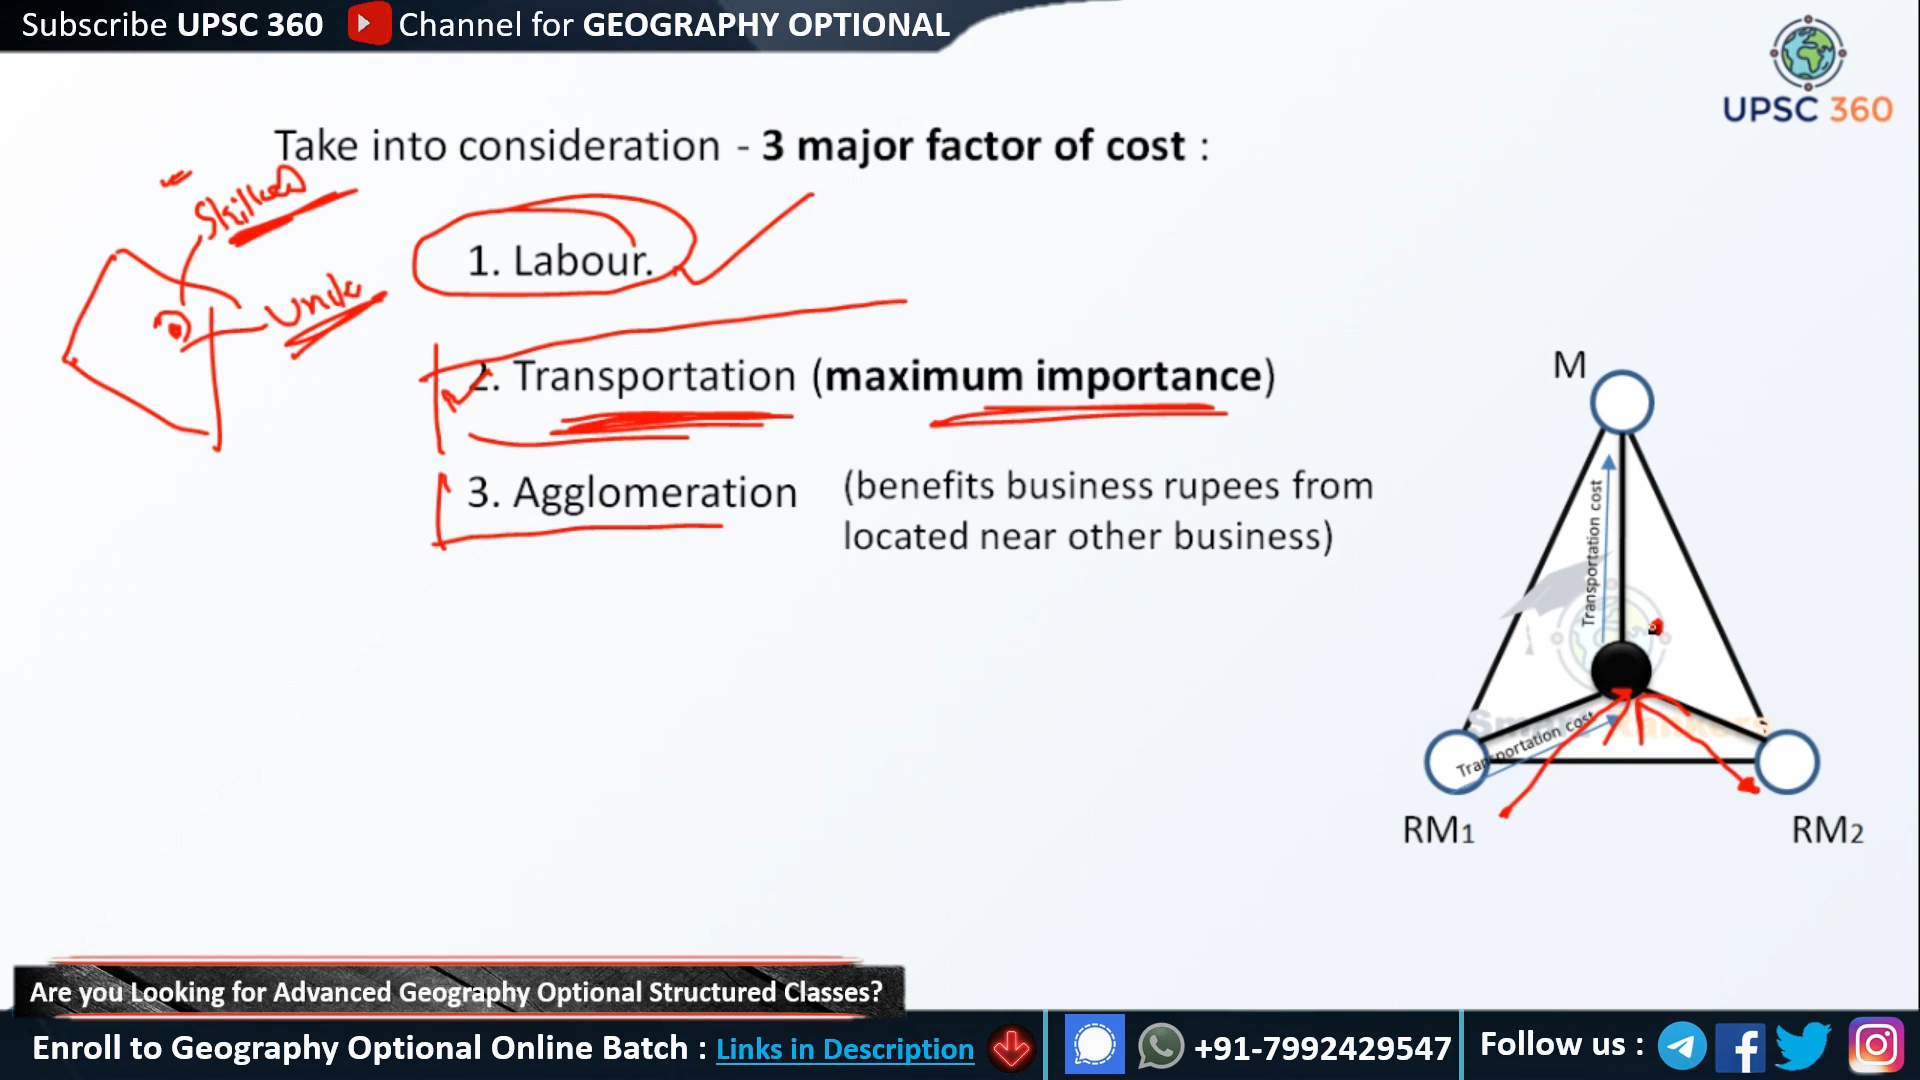 Subscribe UPSC 360 Channel for GEOGRAPHY OPTIONAL
UPSC 360
Take into consideration - 3 major factor of cost :
Skilled
1. Labour.
2. Transportation (maximum importance)
3. Agglomeration (benefits business rupees from
located near other business)
M
Transportation cost
Transportation cost
RM1
RM2
Are you Looking for Advanced Geography Optional Structured Classes?
Enroll to Geography Optional Online Batch : Links in Description
+91-7992429547
Follow us :